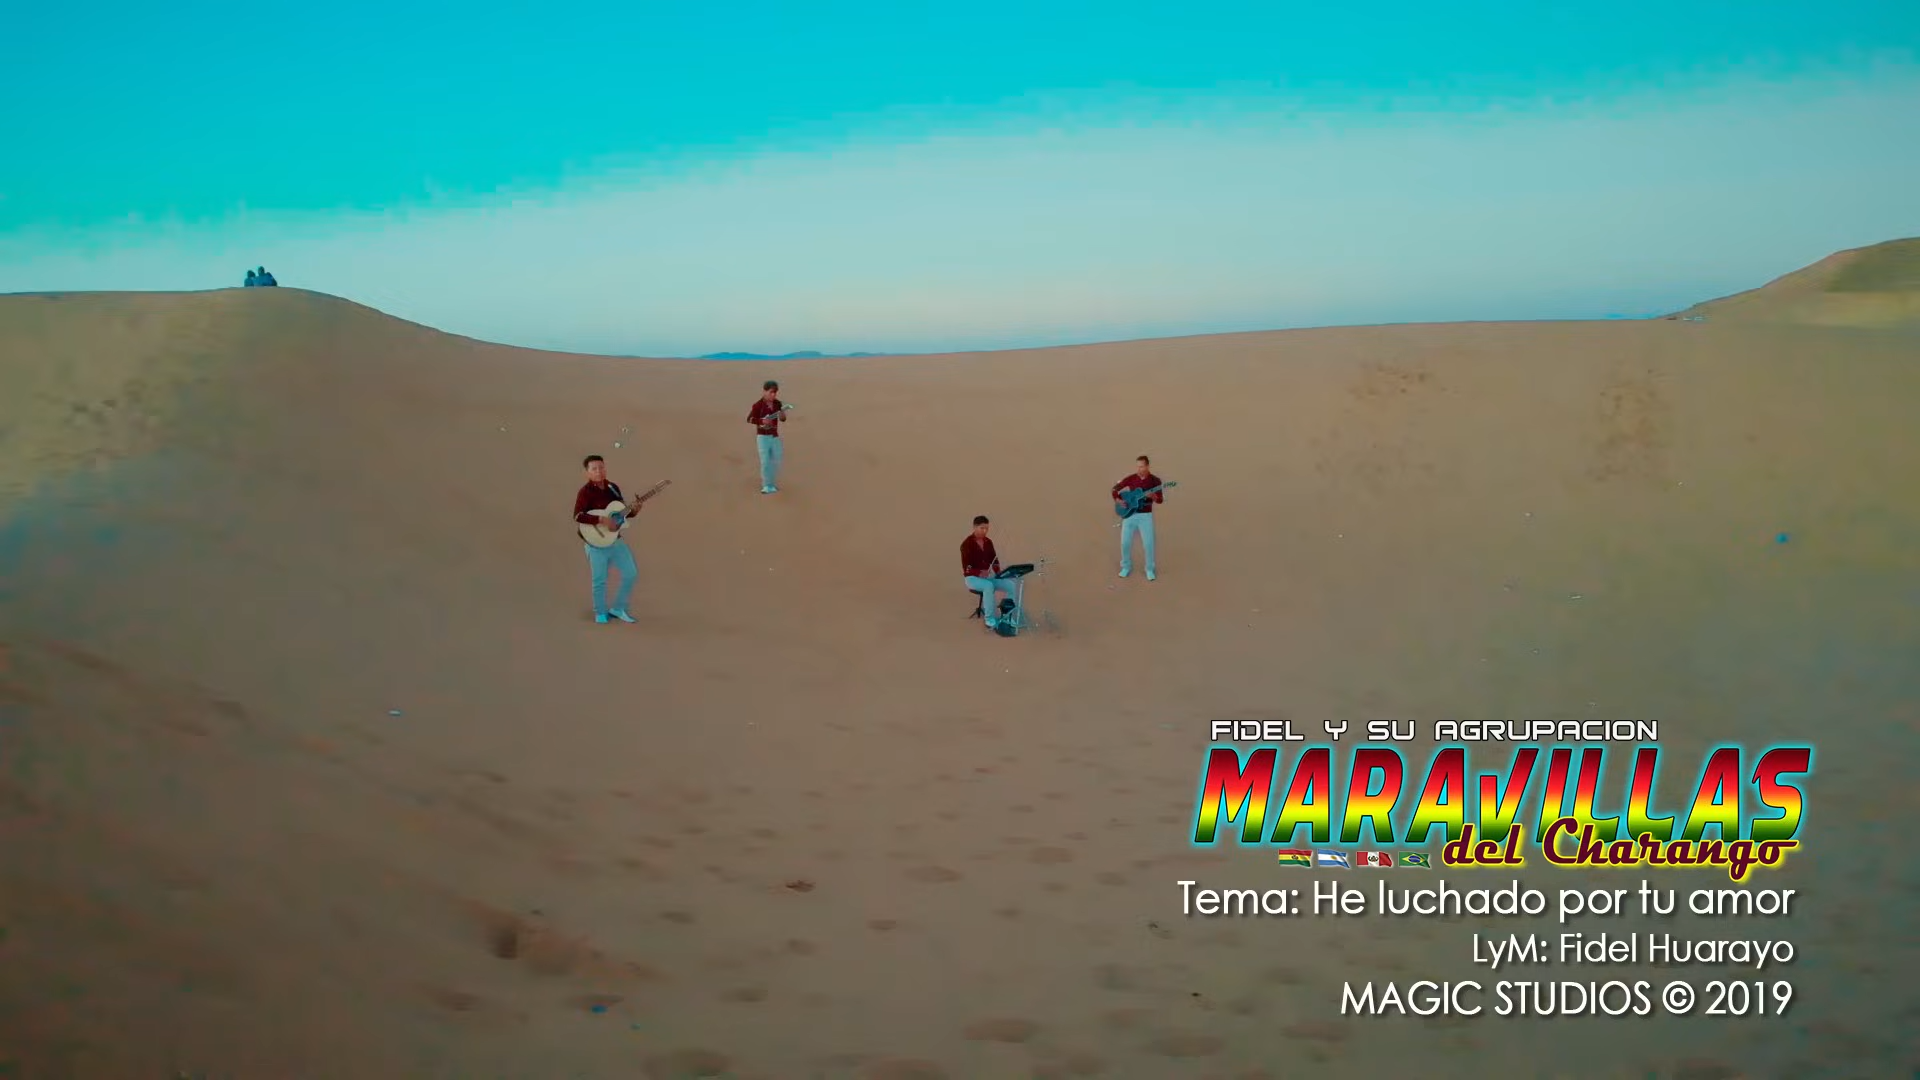 FIDEL Y SU AGRUPACION
MARAVILLAS
del Charango
Tema: He luchado por tu amor
LyM: Fidel Huarayo
MAGIC STUDIOS © 2019